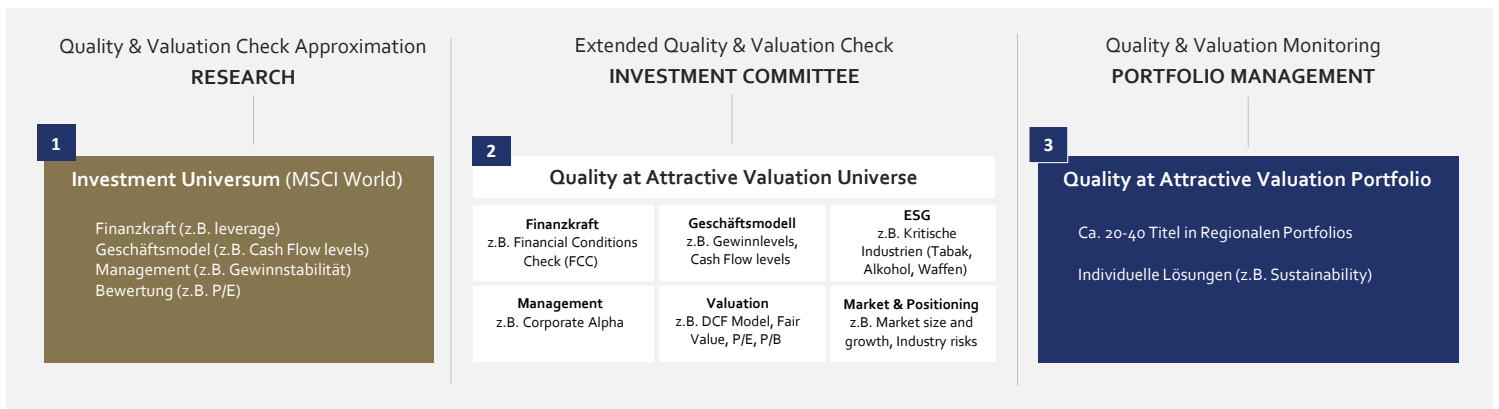 Quality & Valuation Check Approximation
RESEARCH
1
Investment Universum (MSCI World)
Finanzkraft (z.B. leverage)
Geschäftsmodel (z.B. Cash Flow levels)
Management (z.B. Gewinnstabilität)
Bewertung (z.B. P/E)
Extended Quality & Valuation Check
INVESTMENT COMMITTEE
2
Quality at Attractive Valuation Universe
Finanzkraft
z.B. Financial Conditions
Check (FCC)
Geschäftsmodell
z.B. Gewinnlevels,
Cash Flow levels
ESG
z.B. Kritische
Industrien (Tabak,
Alkohol, Waffen)
Management
z.B. Corporate Alpha
Valuation
z.B. DCF Model, Fair
Value, P/E, P/B
Market & Positioning
z.B. Market size and
growth, Industry risks
Quality & Valuation Monitoring
PORTFOLIO MANAGEMENT
3
Quality at Attractive Valuation Portfolio
Ca. 20-40 Titel in Regionalen Portfolios
Individuelle Lösungen (z.B. Sustainability)